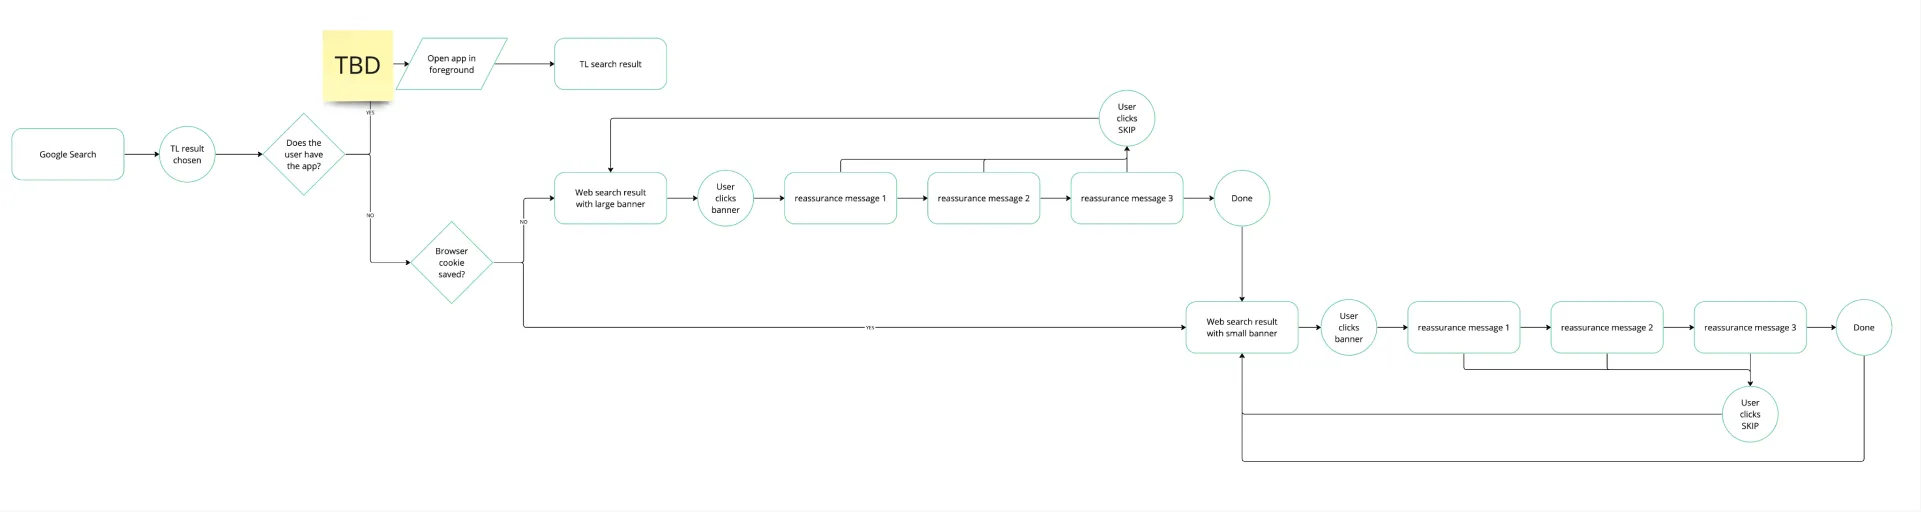 TBD
Open app in
foreground
TL search result
YES
Google Search
TL result
chosen
Does the
user have
the app?
NO
Browser
cookie
saved?
NO
YES
User
clicks
SKIP
Web search result
with large banner
User
clicks
banner
reassurance message 1
reassurance message 2
reassurance message 3
Done
Web search result
with small banner
User
clicks
banner
reassurance message 1
reassurance message 2
reassurance message 3
Done
User
clicks
SKIP